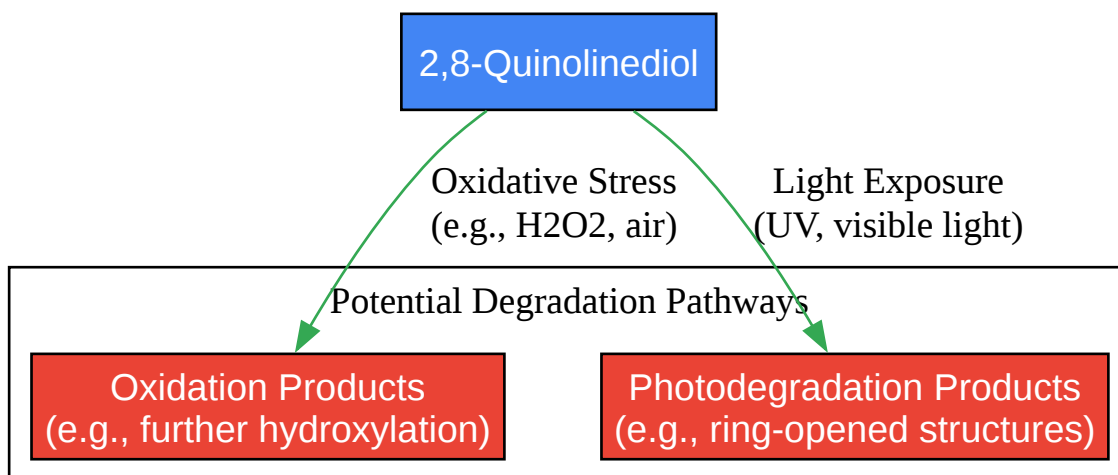 2,8-Quinolinediol
Oxidative Stress
(e.g., H2O2, air)
Light Exposure
(UV, visible light)
Potential Degradation Pathways
Oxidation Products
(e.g., further hydroxylation)
Photodegradation Products
(e.g., ring-opened structures)